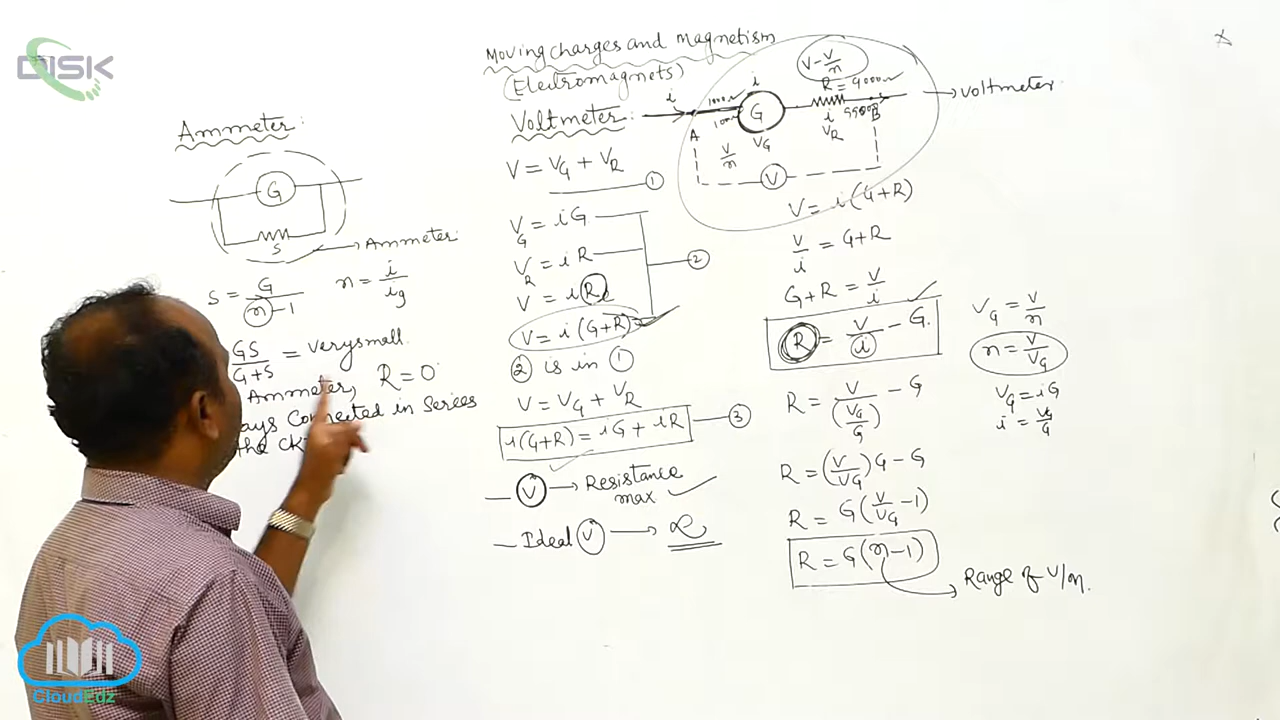 DISK
Moving charges and magnetism
(Electromagnets)
Ammeter:
G
S
Ammeter
S = G/(n-1)
n = i/ig
GS/(G+S) = very small.
Ammeter, R = 0
Connected in Series
the CKT
Voltmeter:
V = VG + VR
①
VG = iG
VR = iR
②
V = iR
V = i(G+R)
② is in ①
V = VG + VR
i(G+R) = iG + iR
③
V → Resistance max
Ideal V →
i
1000
i
V - V/n
R = 9000
G
A
B
V/n
VG
i
VR
V
→ Voltmeter
V = i(G+R)
V/i = G+R
G+R = V/i
R = V/i - G.
R = V/(VG/G) - G
R = (V/VG)G - G
R = G(V/VG - 1)
R = G(n-1)
Range of V/m.
VG = V/n
n = V/VG
VG = iG
i = VG/G
CloudEdz